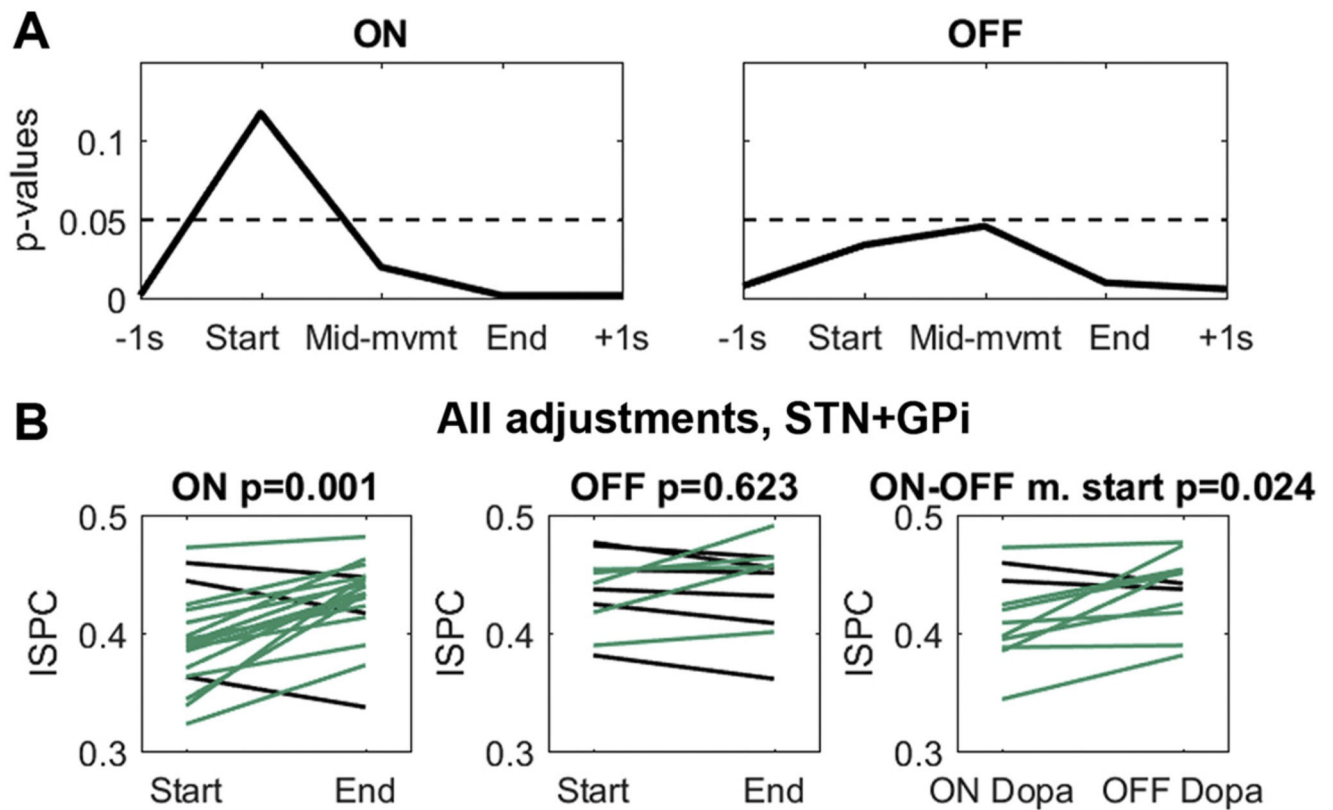 A
ON
OFF
p-values
0.1
0.05
0
-1s Start Mid-mvmt End +1s
-1s Start Mid-mvmt End +1s
B
All adjustments, STN+GPi
ON p=0.001
OFF p=0.623
ON-OFF m. start p=0.024
ISPC
0.5
0.4
0.3
Start End
ISPC
0.5
0.4
0.3
Start End
ISPC
0.5
0.4
0.3
ON Dopa OFF Dopa